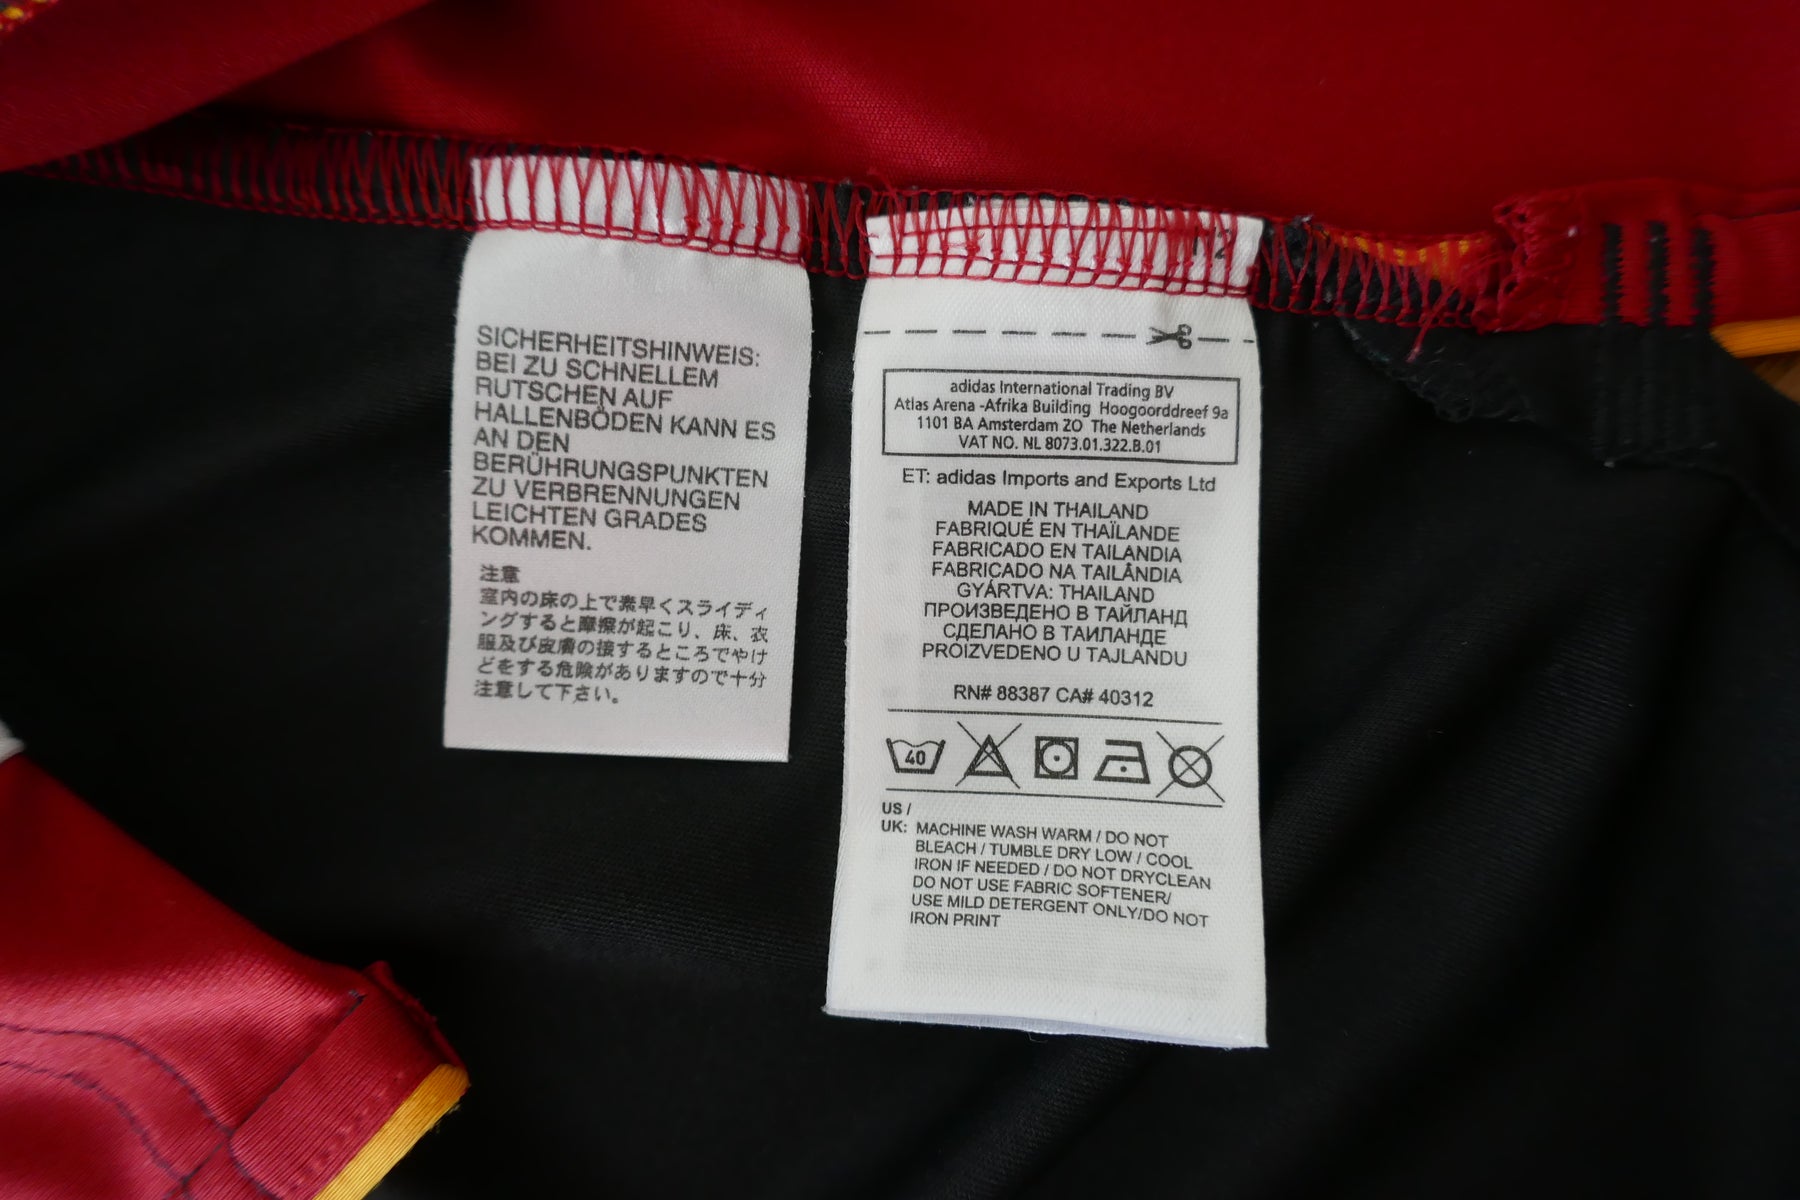 SICHERHEITSHINWEIS:
BEI ZU SCHNELLEM
RUTSCHEN AUF
HALLENBÖDEN KANN ES
AN DEN
BERÜHRUNGSPUNKTEN
ZU VERBRENNUNGEN
LEICHTEN GRADES
KOMMEN.
注意
室内の床の上で素早くスライディ
ングすると摩擦が起こり、床、衣
服及び皮膚の接するところでやけ
どをする危険がありますので十分
注意して下さい。
adidas International Trading BV
Atlas Arena -Afrika Building Hoogoorddreef 9a
1101 BA Amsterdam ZO The Netherlands
VAT NO. NL 8073.01.322.B.01
ET: adidas Imports and Exports Ltd
MADE IN THAILAND
FABRIQUÉ EN THAÏLANDE
FABRICADO EN TAILANDIA
FABRICADO NA TAILÂNDIA
GYÁRTVA: THAILAND
ПРОИЗВЕДЕНО В ТАЙЛАНД
СДЕЛАНО В ТАИЛАНДЕ
PROIZVEDENO U TAJLANDU
RN# 88387 CA# 40312
40
US /
UK: MACHINE WASH WARM / DO NOT
BLEACH / TUMBLE DRY LOW / COOL
IRON IF NEEDED / DO NOT DRYCLEAN
DO NOT USE FABRIC SOFTENER/
USE MILD DETERGENT ONLY/DO NOT
IRON PRINT